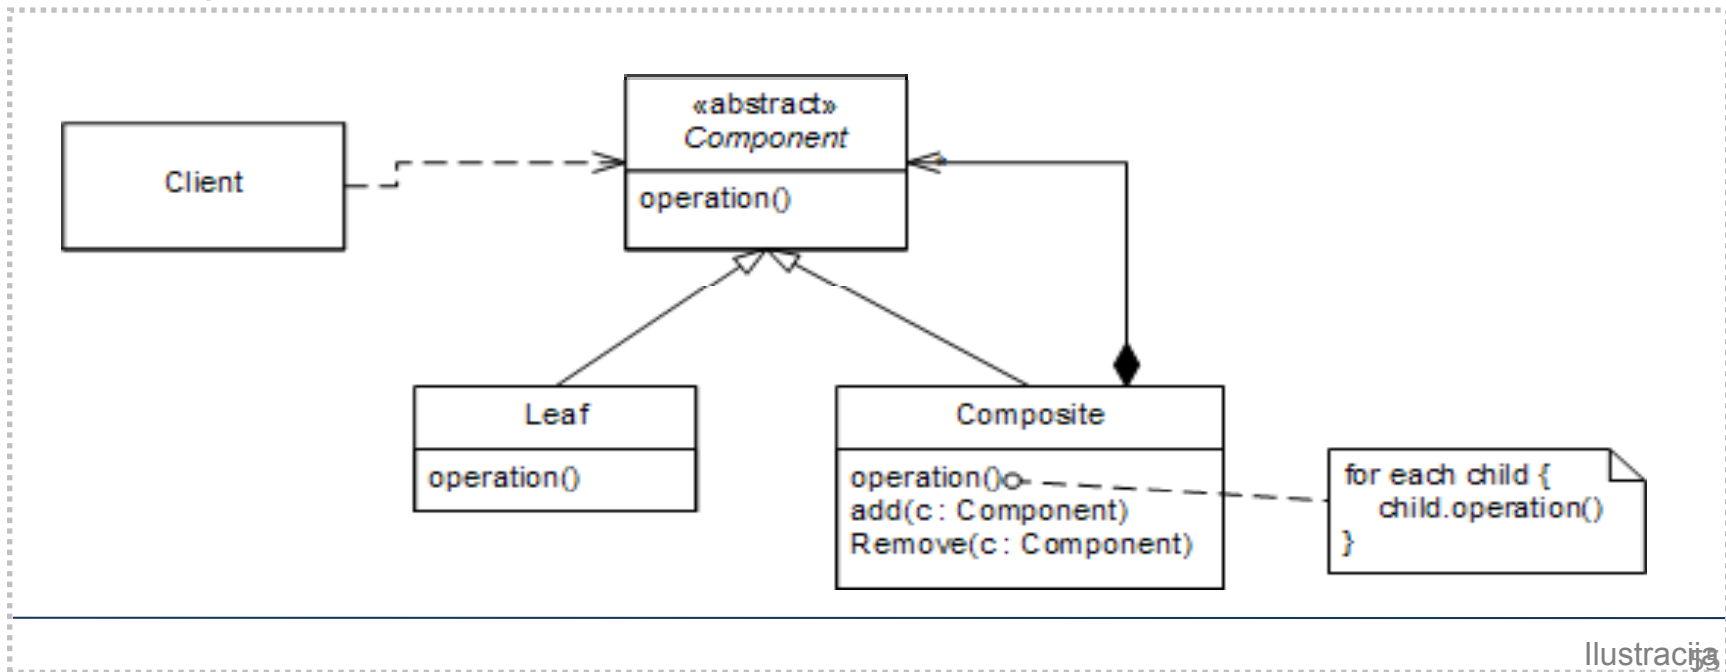 Client
«abstract»
Component
operation()
Leaf
operation()
Composite
operation()
add(c : Component)
Remove(c : Component)
for each child {
child.operation()
}
Ilustracija